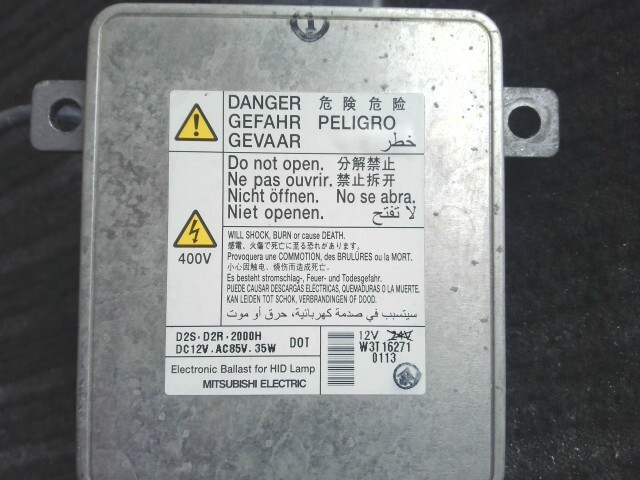 1
DANGER 危険 危险
GEFAHR PELIGRO
GEVAAR خطر
Do not open. 分解禁止
Ne pas ouvrir. 禁止拆开
Nicht öffnen. No se abra.
Niet openen. لا تفتح
400V
WILL SHOCK, BURN or cause DEATH.
感電、火傷で死亡に至る恐れがあります。
Provoquera une COMMOTION, des BRULÛRES ou la MORT.
小心因触电、烧伤而造成死亡。
Es besteht stromschlag-, Feuer- und Todesgefahr.
PUEDE CAUSAR DESCARGAS ELECTRICAS, QUEMADURAS O LA MUERTE.
KAN LEIDEN TOT SCHOK, VERBRANDINGEN OF DOOD.
سيتسبب في صدمة كهربائية، حرق أو موت
D2S·D2R·2000H
DC12V.AC85V.35W DOT
12V 24V
W3T16271
0113
Electronic Ballast for HID Lamp
MITSUBISHI ELECTRIC